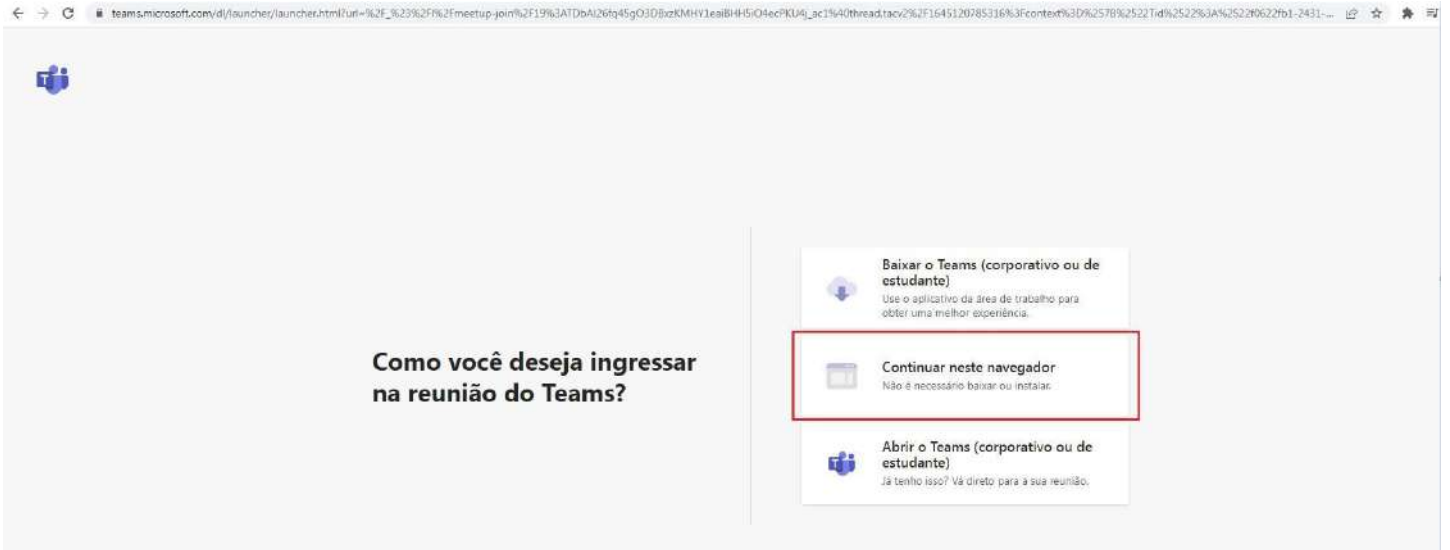 Como você deseja ingressar
na reunião do Teams?
Baixar o Teams (corporativo ou de
estudante)
Use o aplicativo da área de trabalho para
obter uma melhor experiência.
Continuar neste navegador
Não é necessário baixar ou instalar.
Abrir o Teams (corporativo ou de
estudante)
Já tenho isso? Vá direto para a sua reunião.